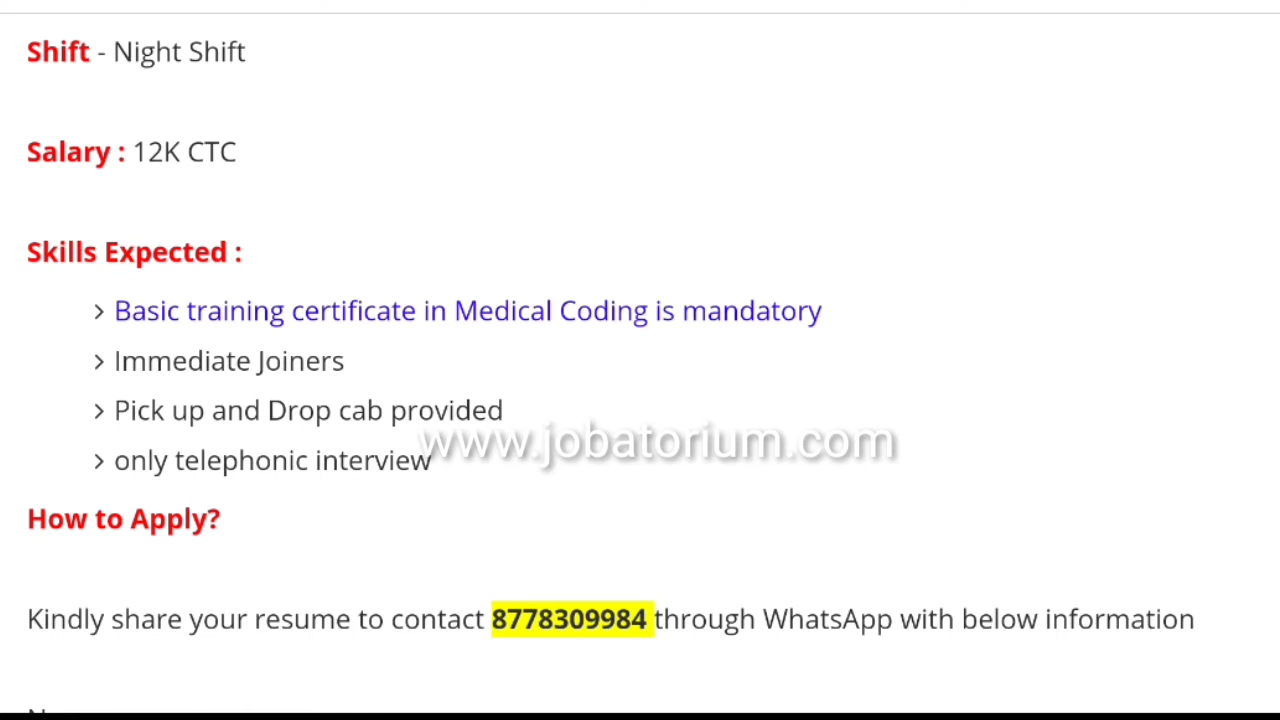 Shift - Night Shift
Salary : 12K CTC
Skills Expected :
> Basic training certificate in Medical Coding is mandatory
> Immediate Joiners
> Pick up and Drop cab provided
www.jobatorium.com
> only telephonic interview
How to Apply?
Kindly share your resume to contact 8778309984 through WhatsApp with below information